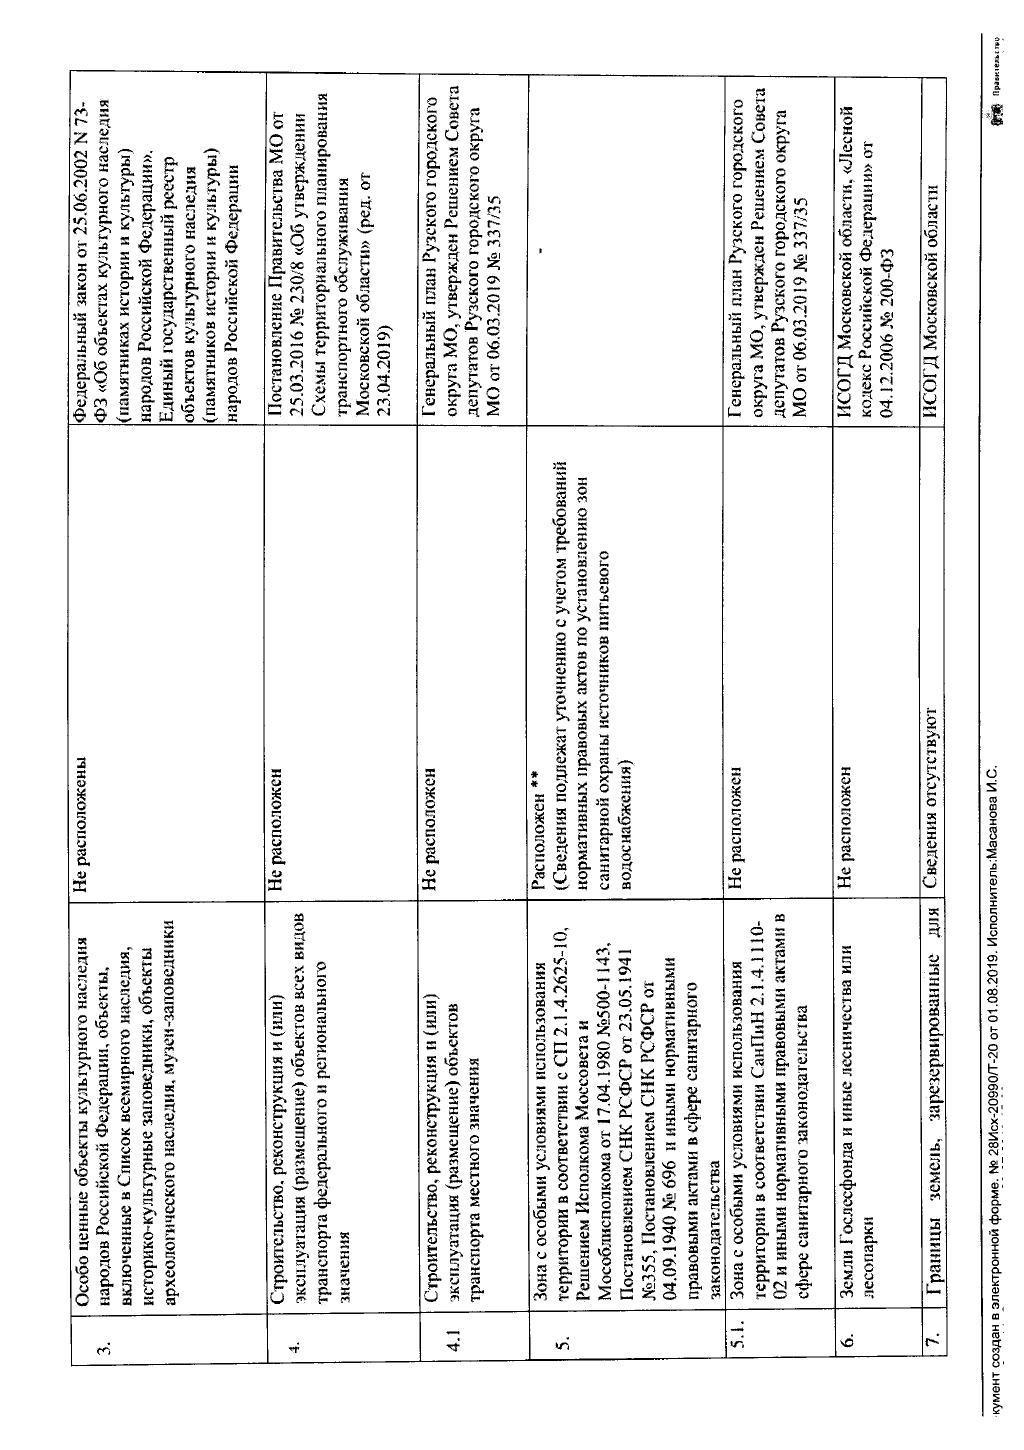 3.
Особо ценные объекты культурного наследия
народов Российской Федерации, объекты,
включенные в Список всемирного наследия,
историко-культурные заповедники, объекты
археологического наследия, музеи-заповедники
Не расположены
Федеральный закон от 25.06.2002 N 73-
ФЗ «Об объектах культурного наследия
(памятниках истории и культуры)
народов Российской Федерации».
Единый государственный реестр
объектов культурного наследия
(памятников истории и культуры)
народов Российской Федерации
4.
Строительство, реконструкция и (или)
эксплуатация (размещение) объектов всех видов
транспорта федерального и регионального
значения
Не расположен
Постановление Правительства МО от
25.03.2016 № 230/8 «Об утверждении
Схемы территориального планирования
транспортного обслуживания
Московской области» (ред. от
23.04.2019)
4.1
Строительство, реконструкция и (или)
эксплуатация (размещение) объектов
транспорта местного значения
Не расположен
Генеральный план Рузского городского
округа МО, утвержден Решением Совета
депутатов Рузского городского округа
МО от 06.03.2019 № 337/35
5.
Зона с особыми условиями использования
территории в соответствии с СП 2.1.4.2625-10,
Решением Исполкома Моссовета и
Мособлисполкома от 17.04.1980 №500-1143,
Постановлением СНК РСФСР от 23.05.1941
№355, Постановлением СНК РСФСР от
04.09.1940 № 696 и иными нормативными
правовыми актами в сфере санитарного
законодательства
Расположен **
(Сведения подлежат уточнению с учетом требований
нормативных правовых актов по установлению зон
санитарной охраны источников питьевого
водоснабжения)
-
5.1.
Зона с особыми условиями использования
территории в соответствии СанПиН 2.1.4.1110-
02 и иными нормативными правовыми актами в
сфере санитарного законодательства
Не расположен
Генеральный план Рузского городского
округа МО, утвержден Решением Совета
депутатов Рузского городского округа
МО от 06.03.2019 № 337/35
6.
Земли Гослесфонда и иные лесничества или
лесопарки
Не расположен
ИСОГД Московской области, «Лесной
кодекс Российской Федерации» от
04.12.2006 № 200-ФЗ
7.
Границы земель, зарезервированные для
Сведения отсутствуют
ИСОГД Московской области
кумент создан в электронной форме. № 28Исх-20990/Т-20 от 01.08.2019. Исполнитель:Масанова И.С.
Правительство